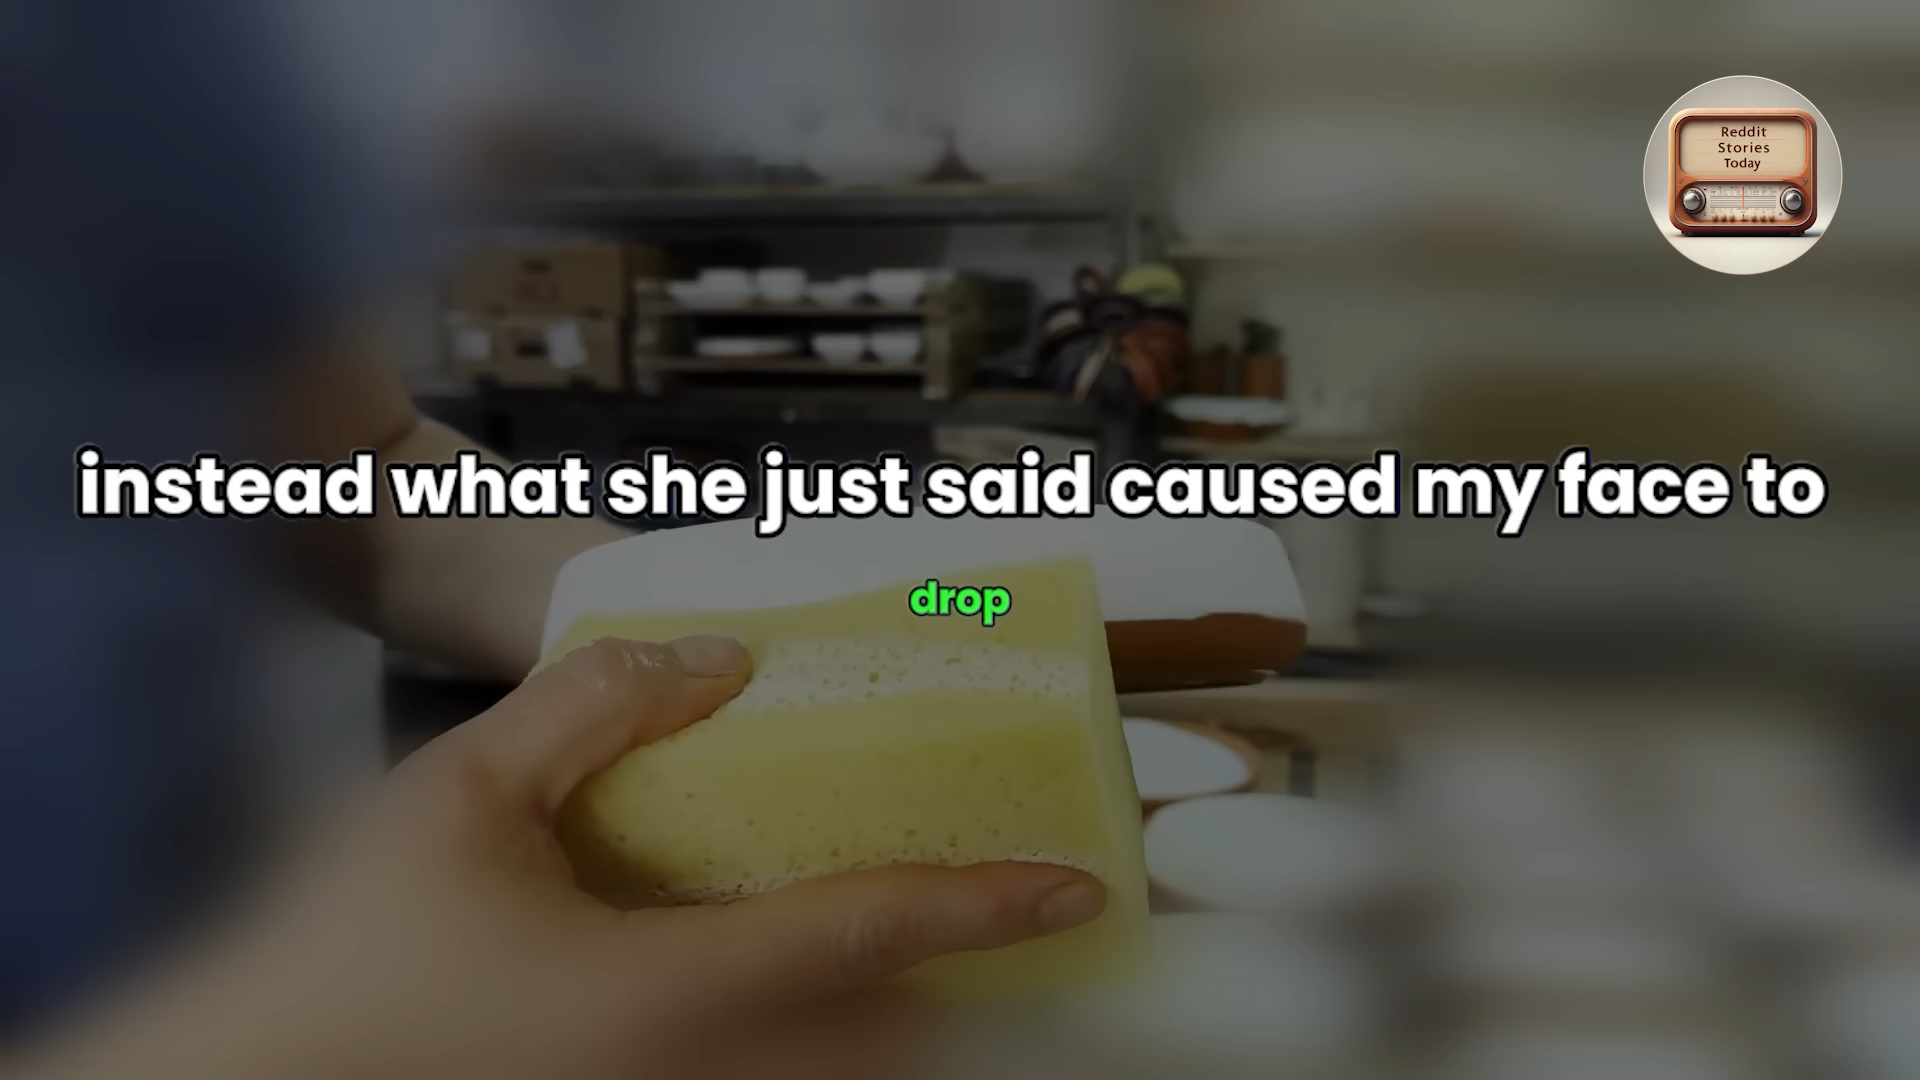 Reddit
Stories
Today
instead what she just said caused my face to
drop